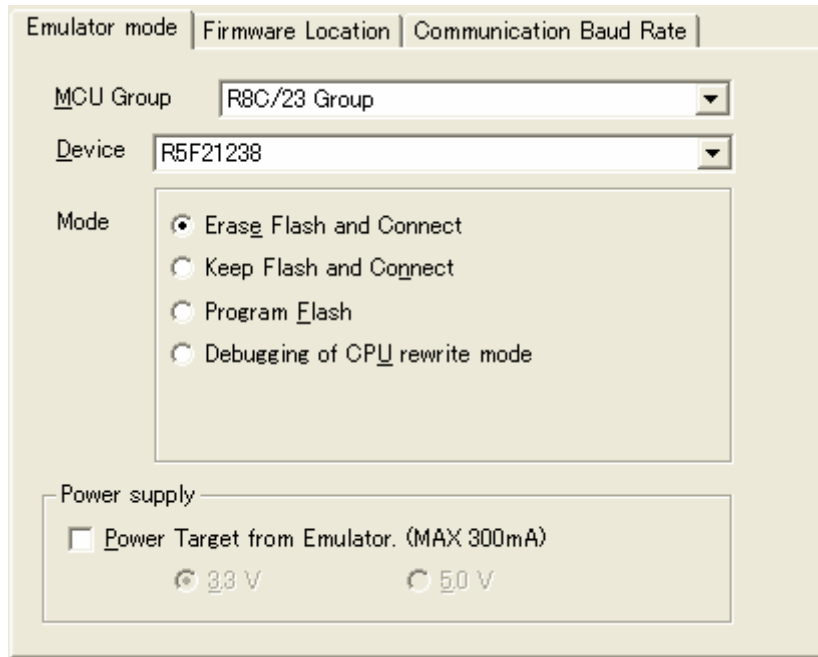 Emulator mode Firmware Location Communication Baud Rate
MCU Group R8C/23 Group
Device R5F21238
Mode
Erase Flash and Connect
Keep Flash and Connect
Program Flash
Debugging of CPU rewrite mode
Power supply
Power Target from Emulator. (MAX 300mA)
3.3 V 5.0 V